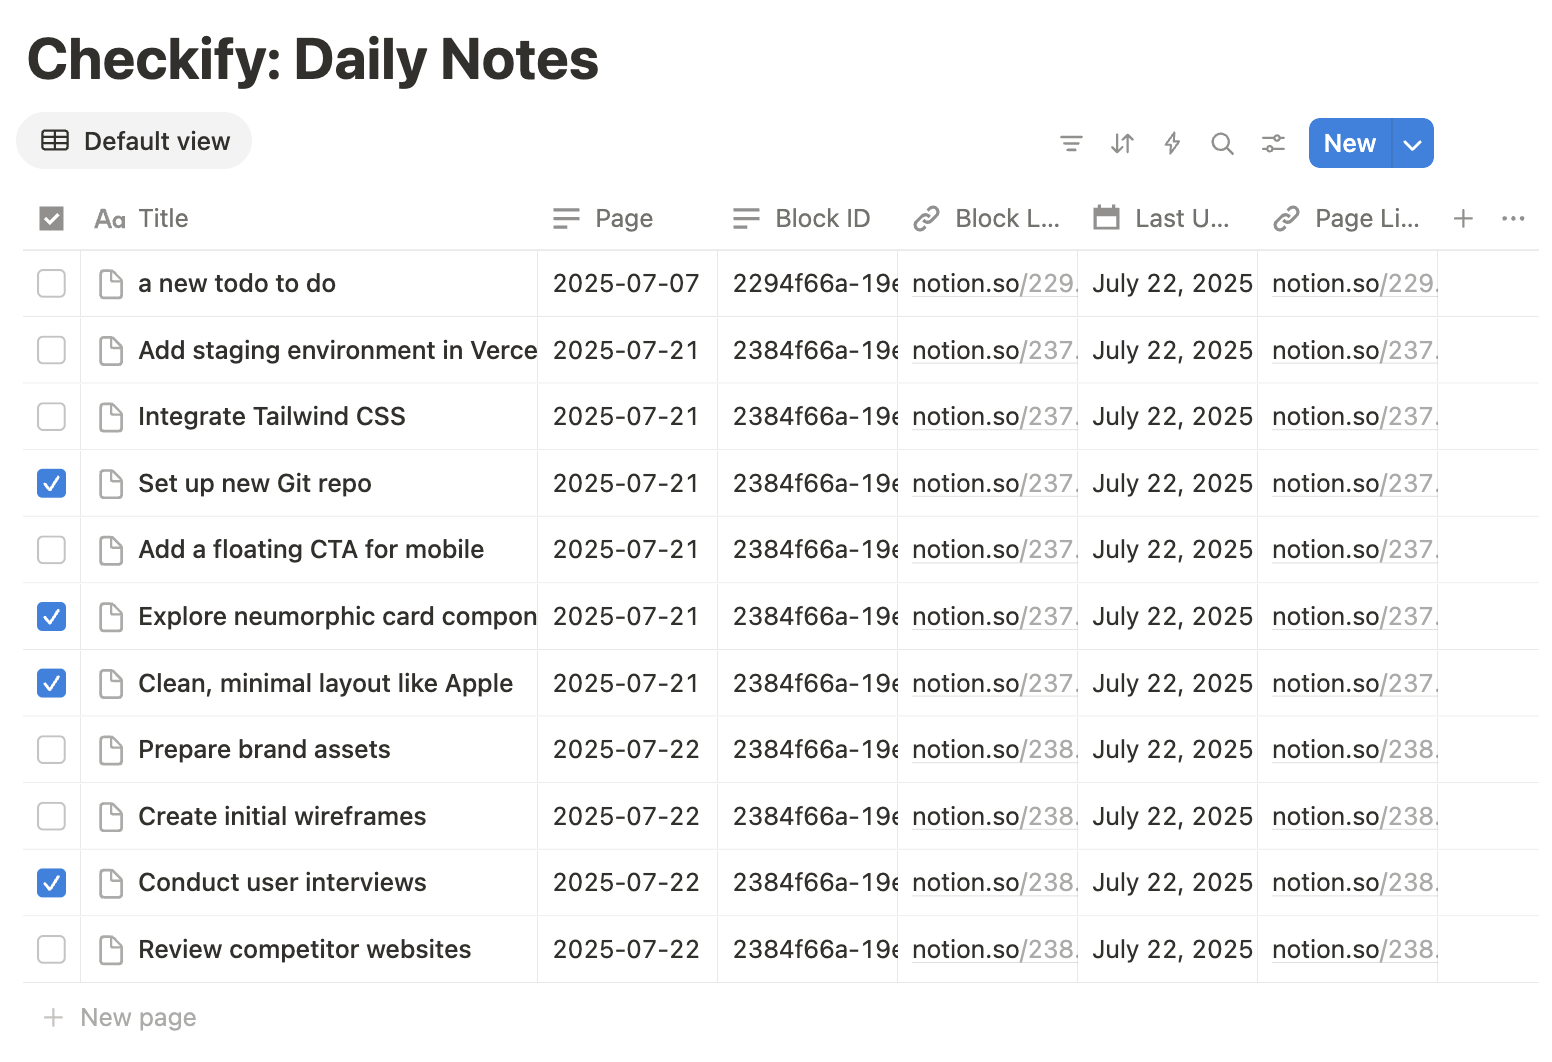 Checkify: Daily Notes
Default view
New
Aa Title Page Block ID Block L... Last U... Page Li...
a new todo to do 2025-07-07 2294f66a-19e notion.so/229. July 22, 2025 notion.so/229.
Add staging environment in Verce 2025-07-21 2384f66a-19e notion.so/237. July 22, 2025 notion.so/237.
Integrate Tailwind CSS 2025-07-21 2384f66a-19e notion.so/237. July 22, 2025 notion.so/237.
Set up new Git repo 2025-07-21 2384f66a-19e notion.so/237. July 22, 2025 notion.so/237.
Add a floating CTA for mobile 2025-07-21 2384f66a-19e notion.so/237. July 22, 2025 notion.so/237.
Explore neumorphic card compon 2025-07-21 2384f66a-19e notion.so/237. July 22, 2025 notion.so/237.
Clean, minimal layout like Apple 2025-07-21 2384f66a-19e notion.so/237. July 22, 2025 notion.so/237.
Prepare brand assets 2025-07-22 2384f66a-19e notion.so/238. July 22, 2025 notion.so/238.
Create initial wireframes 2025-07-22 2384f66a-19e notion.so/238. July 22, 2025 notion.so/238.
Conduct user interviews 2025-07-22 2384f66a-19e notion.so/238. July 22, 2025 notion.so/238.
Review competitor websites 2025-07-22 2384f66a-19e notion.so/238. July 22, 2025 notion.so/238.
+ New page